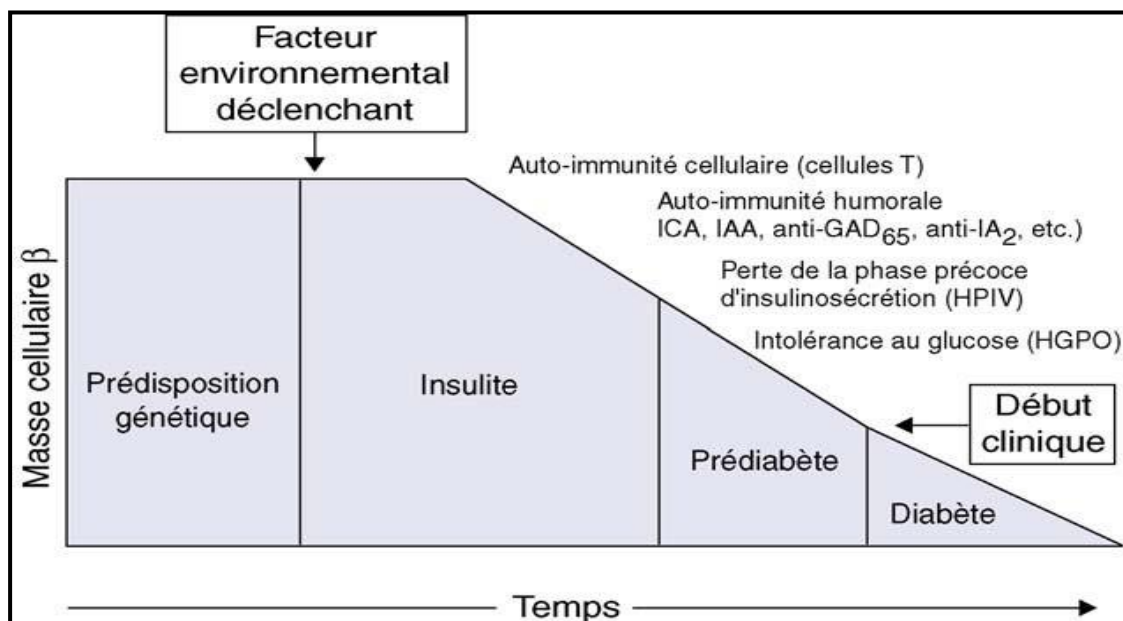 Facteur
environnemental
déclenchant
Auto-immunité cellulaire (cellules T)
Auto-immunité humorale
ICA, IAA, anti-GAD65, anti-IA2, etc.)
Perte de la phase précoce
d'insulinosécrétion (HPIV)
Intolérance au glucose (HGPO)
Début
clinique
Masse cellulaire β
Prédisposition
génétique
Insulite
Prédiabète
Diabète
Temps